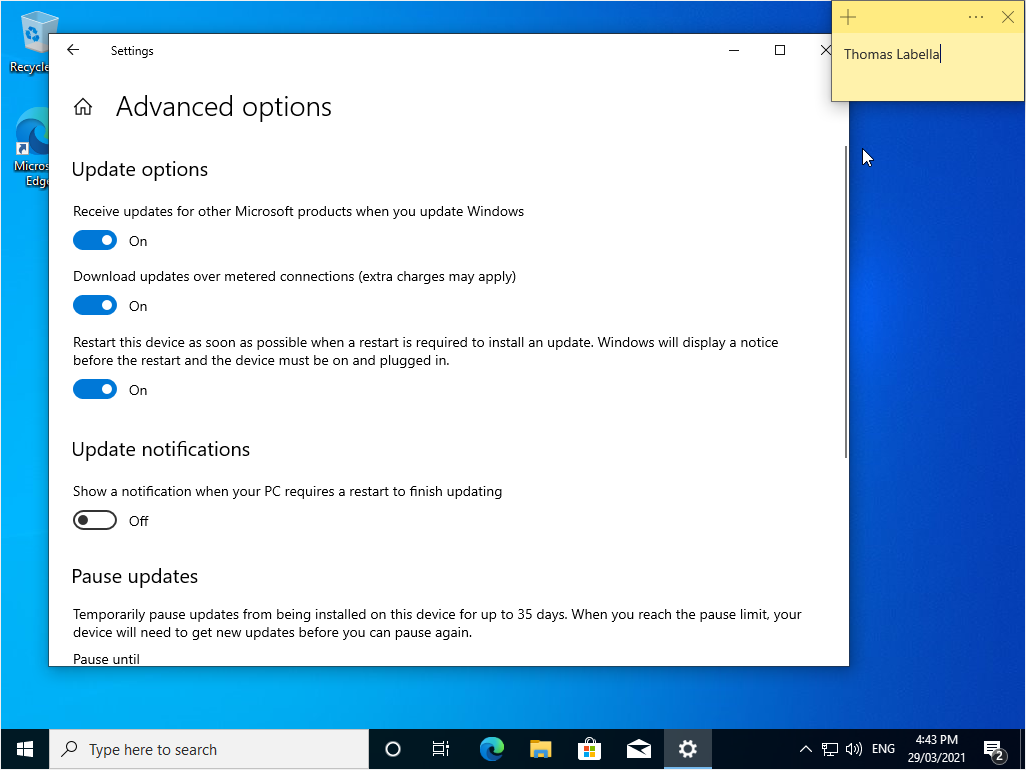 Recycle
Micros
Edge
Settings
Advanced options
Update options
Receive updates for other Microsoft products when you update Windows
On
Download updates over metered connections (extra charges may apply)
On
Restart this device as soon as possible when a restart is required to install an update. Windows will display a notice
before the restart and the device must be on and plugged in.
On
Update notifications
Show a notification when your PC requires a restart to finish updating
Off
Pause updates
Temporarily pause updates from being installed on this device for up to 35 days. When you reach the pause limit, your
device will need to get new updates before you can pause again.
Pause until
Thomas Labella
Type here to search
ENG
4:43 PM
29/03/2021
2